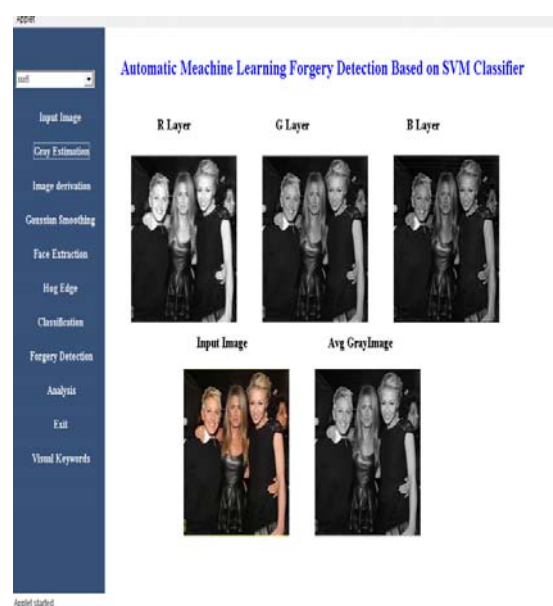 Applet
Automatic Meachine Learning Forgery Detection Based on SVM Classifier
Input Image
Gray Estimation
Image derivation
Gaussian Smoothing
Face Extraction
Hog Edge
Classification
Forgery Detection
Analysis
Exit
Visual Keywords
R Layer
G Layer
B Layer
Input Image
Avg GrayImage
Applet started